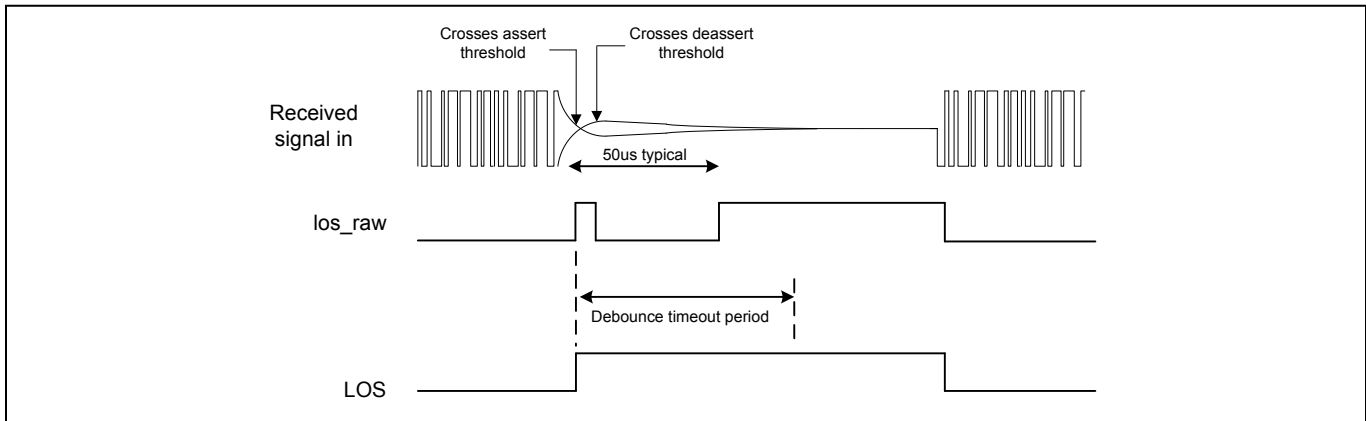 Crosses assert
threshold
Crosses deassert
threshold
Received
signal in
50us typical
los_raw
Debounce timeout period
LOS